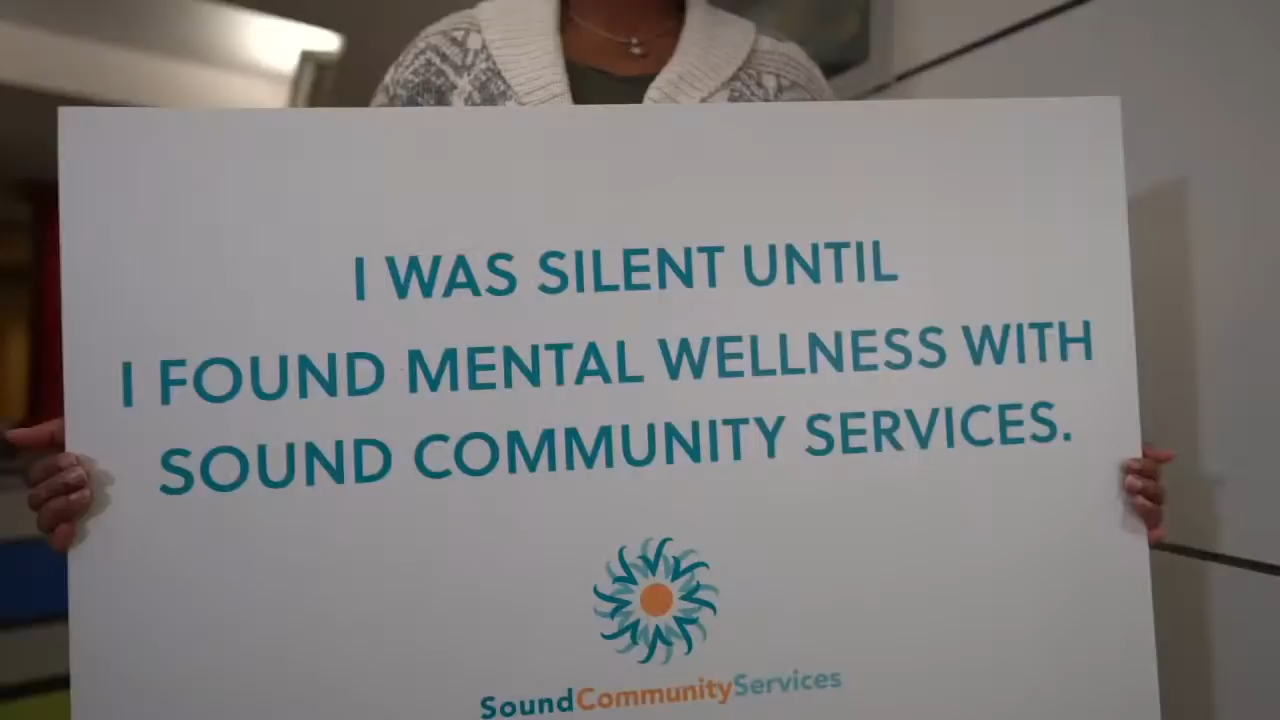 I WAS SILENT UNTIL
I FOUND MENTAL WELLNESS WITH
SOUND COMMUNITY SERVICES.
SoundCommunityServices